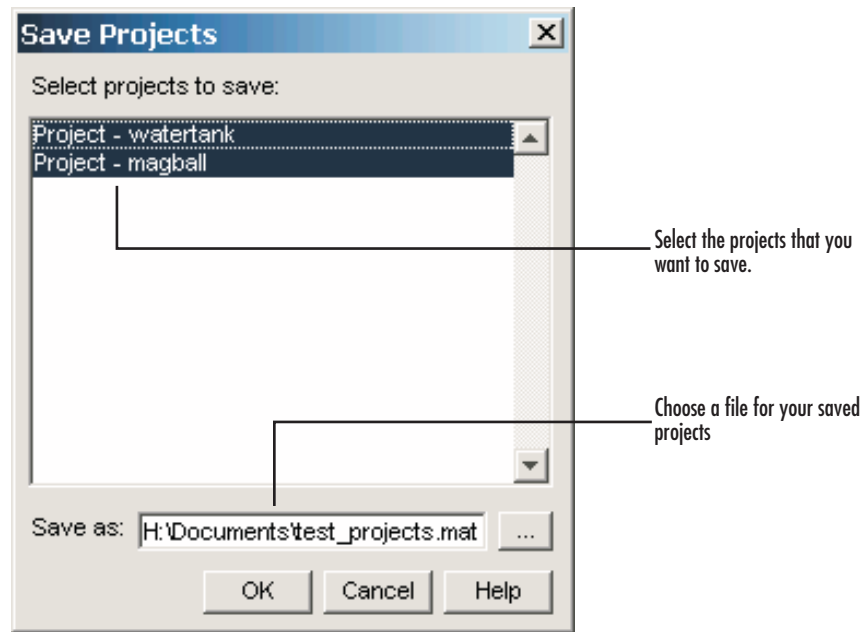 Save Projects
Select projects to save:
Project - watertank
Project - magball
Select the projects that you
want to save.
Choose a file for your saved
projects
Save as: H:\Documents\test_projects.mat ...
OK Cancel Help